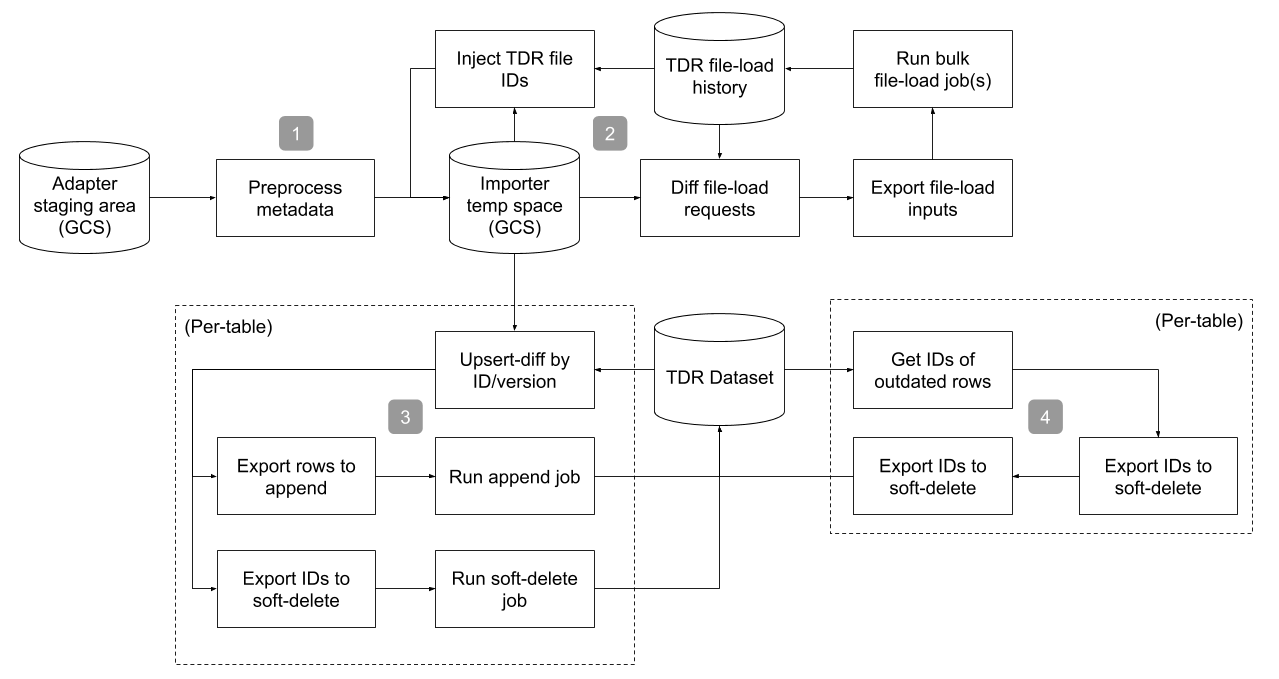 Inject TDR file
IDs
TDR file-load
history
Run bulk
file-load job(s)
1
2
Adapter
staging area
(GCS)
Preprocess
metadata
Importer
temp space
(GCS)
Diff file-load
requests
Export file-load
inputs
(Per-table)
(Per-table)
Upsert-diff by
ID/version
TDR Dataset
Get IDs of
outdated rows
3
4
Export rows to
append
Run append job
Export IDs to
soft-delete
Export IDs to
soft-delete
Export IDs to
soft-delete
Run soft-delete
job